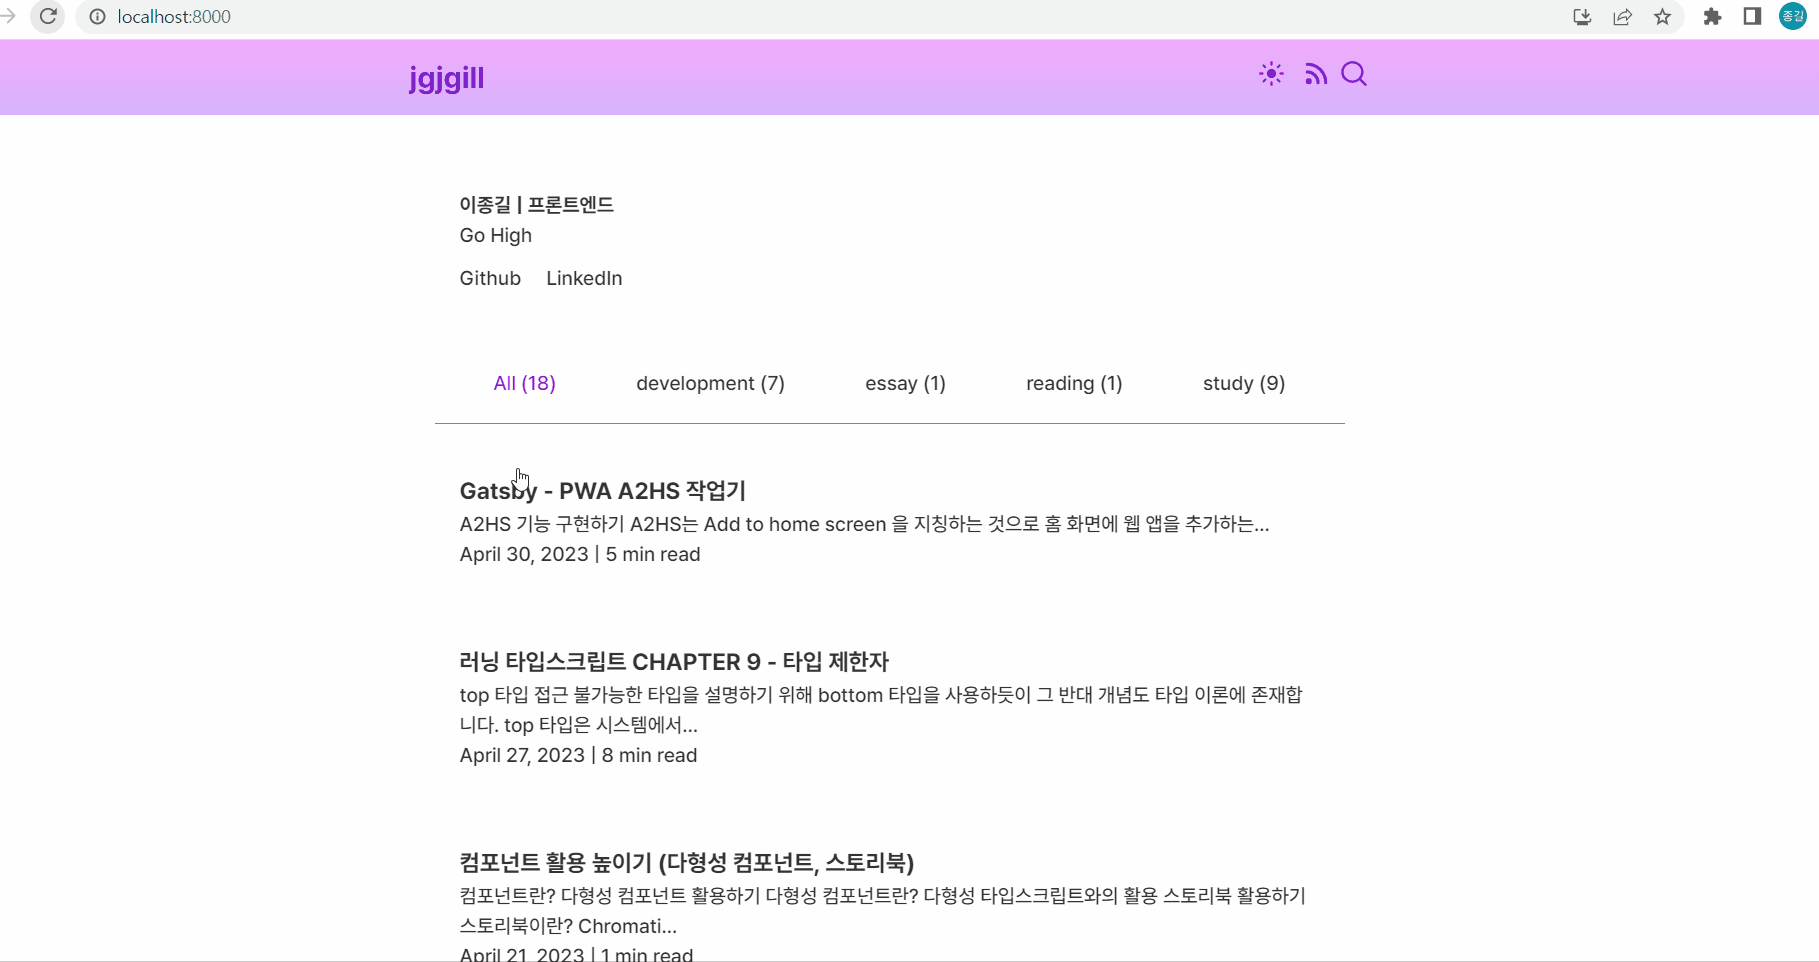 localhost:8000
종길
jgjgill
이종길 | 프론트엔드
Go High
Github LinkedIn
All (18) development (7) essay (1) reading (1) study (9)
Gatsby - PWA A2HS 작업기
A2HS 기능 구현하기 A2HS는 Add to home screen 을 지칭하는 것으로 홈 화면에 웹 앱을 추가하는...
April 30, 2023 | 5 min read
러닝 타입스크립트 CHAPTER 9 - 타입 제한자
top 타입 접근 불가능한 타입을 설명하기 위해 bottom 타입을 사용하듯이 그 반대 개념도 타입 이론에 존재합
니다. top 타입은 시스템에서...
April 27, 2023 | 8 min read
컴포넌트 활용 높이기 (다형성 컴포넌트, 스토리북)
컴포넌트란? 다형성 컴포넌트 활용하기 다형성 컴포넌트란? 다형성 타입스크립트와의 활용 스토리북 활용하기
스토리북이란? Chromati...
April 21, 2023 | 1 min read